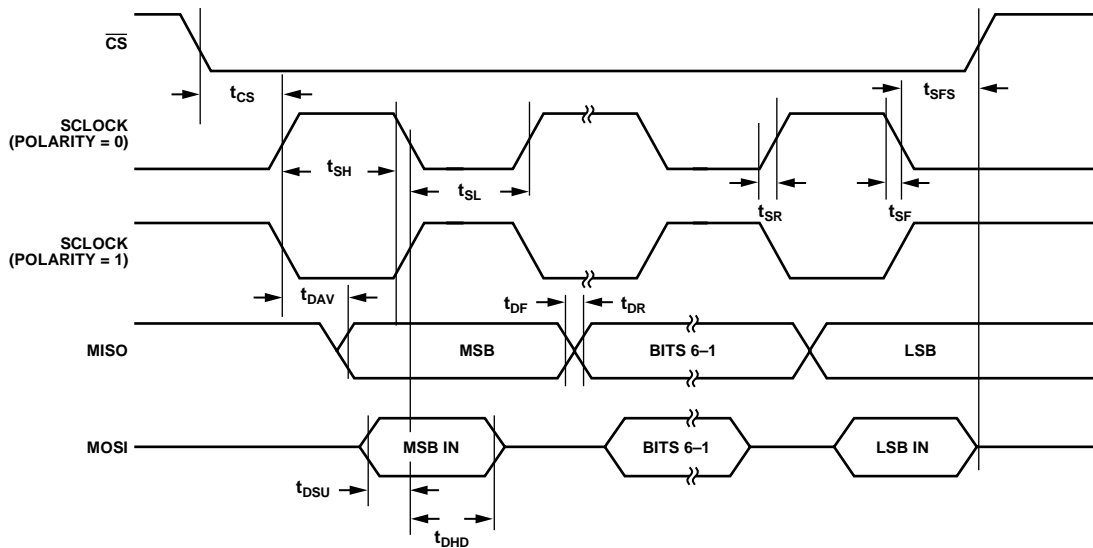 CS
tCS
tSFS
SCLOCK
(POLARITY = 0)
tSH
tSL
tSR
tSF
SCLOCK
(POLARITY = 1)
tDAV
tDF
tDR
MISO
MSB
BITS 6–1
LSB
MOSI
MSB IN
BITS 6–1
LSB IN
tDSU
tDHD